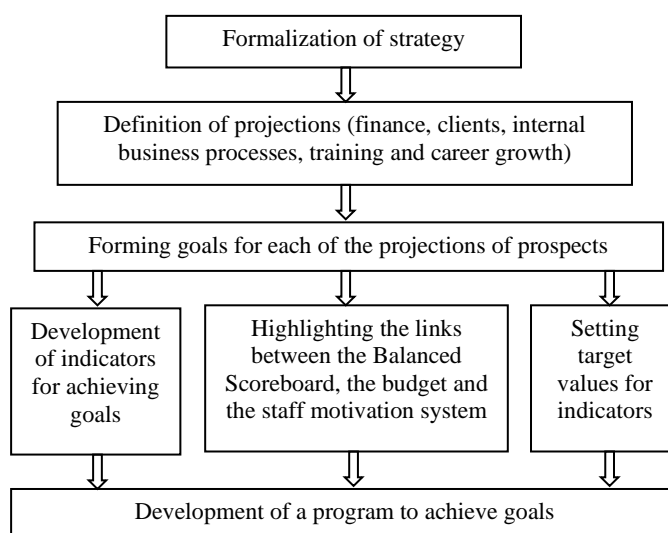 Formalization of strategy
Definition of projections (finance, clients, internal
business processes, training and career growth)
Forming goals for each of the projections of prospects
Development
of indicators
for achieving
goals
Highlighting the links
between the Balanced
Scoreboard, the budget and
the staff motivation system
Setting
target
values for
indicators
Development of a program to achieve goals